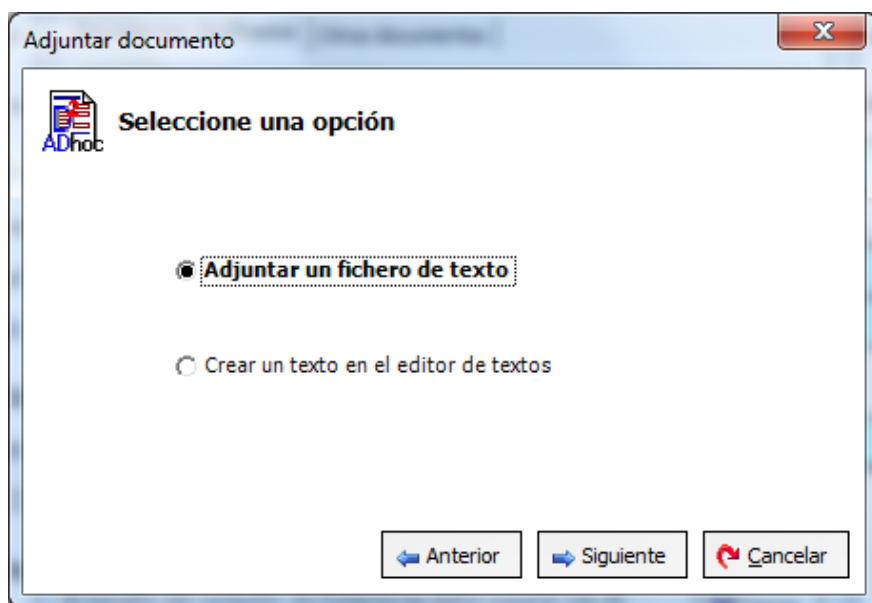 Adjuntar documento
Seleccione una opción
ADhoc
Adjuntar un fichero de texto
Crear un texto en el editor de textos
Anterior
Siguiente
Cancelar